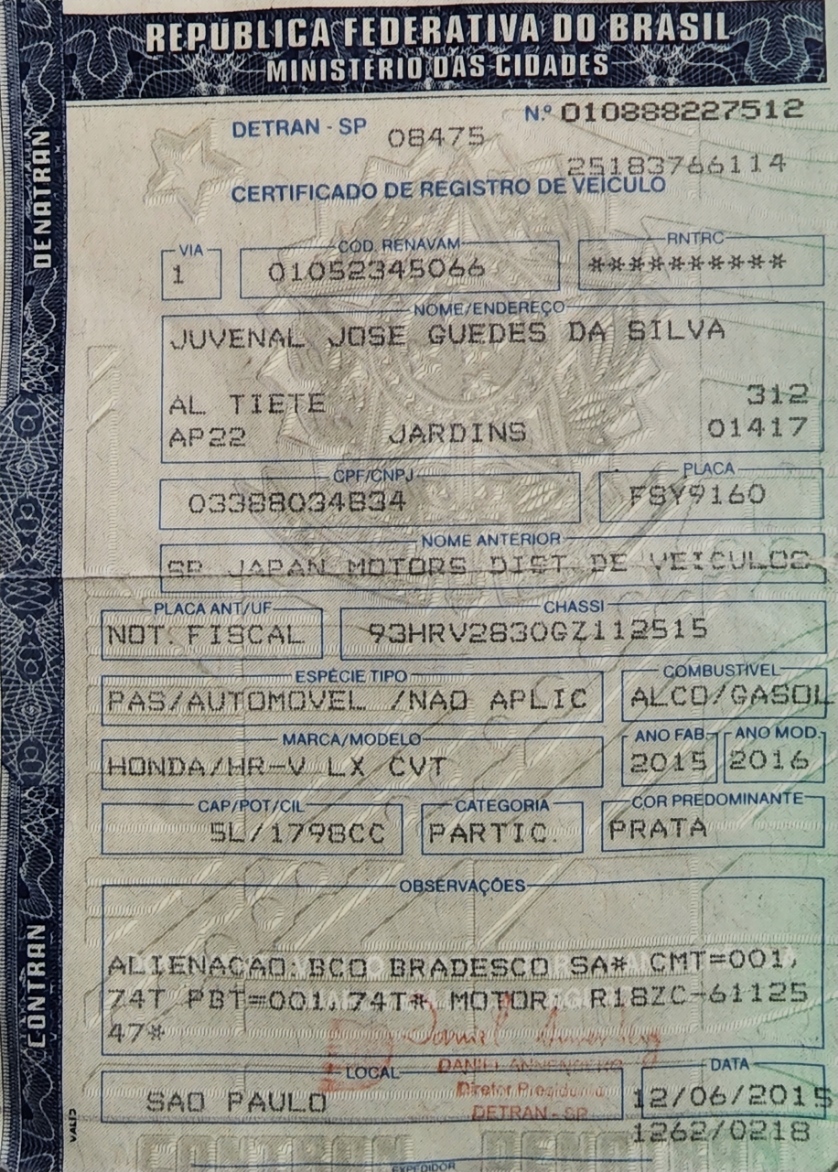 REPÚBLICA FEDERATIVA DO BRASIL
MINISTÉRIO DAS CIDADES
DENATRAN
CONTRAN
DETRAN - SP 08475 N.º 010888227512
25183766114
CERTIFICADO DE REGISTRO DE VEÍCULO
VIA CÓD. RENAVAM RNTRC
1 01052345066 **********
NOME/ENDEREÇO
JUVENAL JOSE GUEDES DA SILVA
AL TIETE 312
AP22 JARDINS 01417
CPF/CNPJ PLACA
03388034834 FSY9160
NOME ANTERIOR
SP JAPAN MOTORS DIST DE VEICULOS
PLACA ANT/UF CHASSI
NOT. FISCAL 93HRV2830GZ112515
ESPÉCIE TIPO COMBUSTÍVEL
PAS/AUTOMOVEL /NAO APLIC ALCO/GASOL
MARCA/MODELO ANO FAB. ANO MOD.
HONDA/HR-V LX CVT 2015 2016
CAP/POT/CIL CATEGORIA COR PREDOMINANTE
5L/1798CC PARTIC. PRATA
OBSERVAÇÕES
ALIENACAO:BCO BRADESCO SA* CMT=001,
74T PBT=001,74T* MOTOR: R18ZC-61125
47*
DANIEL ANNENBERG
Diretor Presidente
DETRAN - SP
LOCAL DATA
SAO PAULO 12/06/2015
1262/0218
CONTRAN DENATRAN
EXPEDIDOR